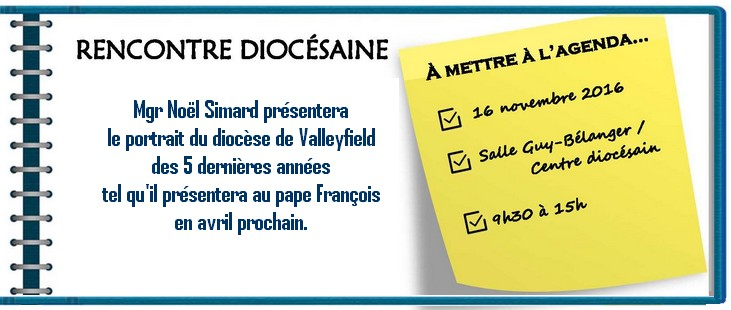 RENCONTRE DIOCÉSAINE
Mgr Noël Simard présentera
le portrait du diocèse de Valleyfield
des 5 dernières années
tel qu'il présentera au pape François
en avril prochain.
À METTRE À L'AGENDA...
16 novembre 2016
Salle Guy-Bélanger /
Centre diocésain
9h30 à 15h